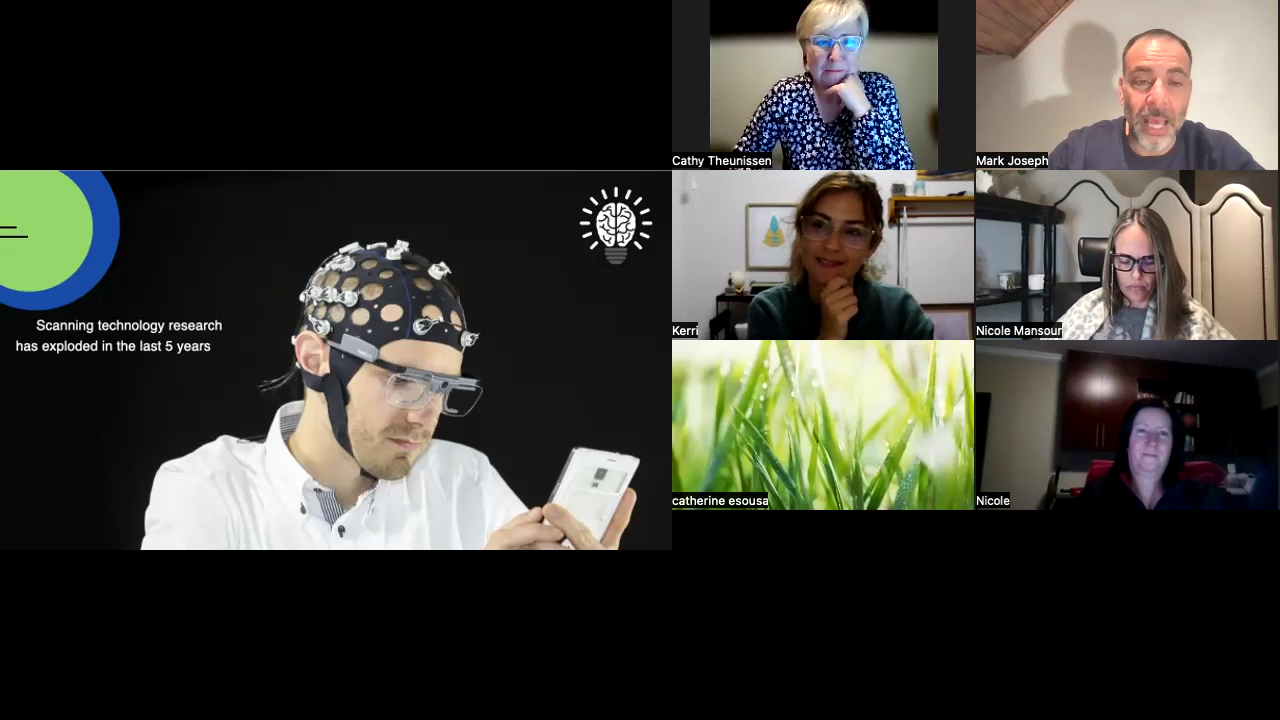 Cathy Theunissen
Mark Joseph
Scanning technology research
has exploded in the last 5 years
Kerri
Nicole Mansour
catherine esousa
Nicole